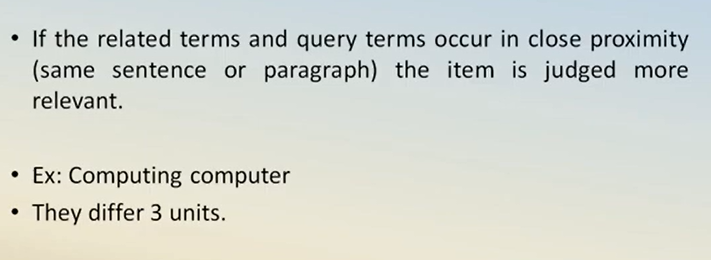 • If the related terms and query terms occur in close proximity
(same sentence or paragraph) the item is judged more
relevant.
• Ex: Computing computer
• They differ 3 units.